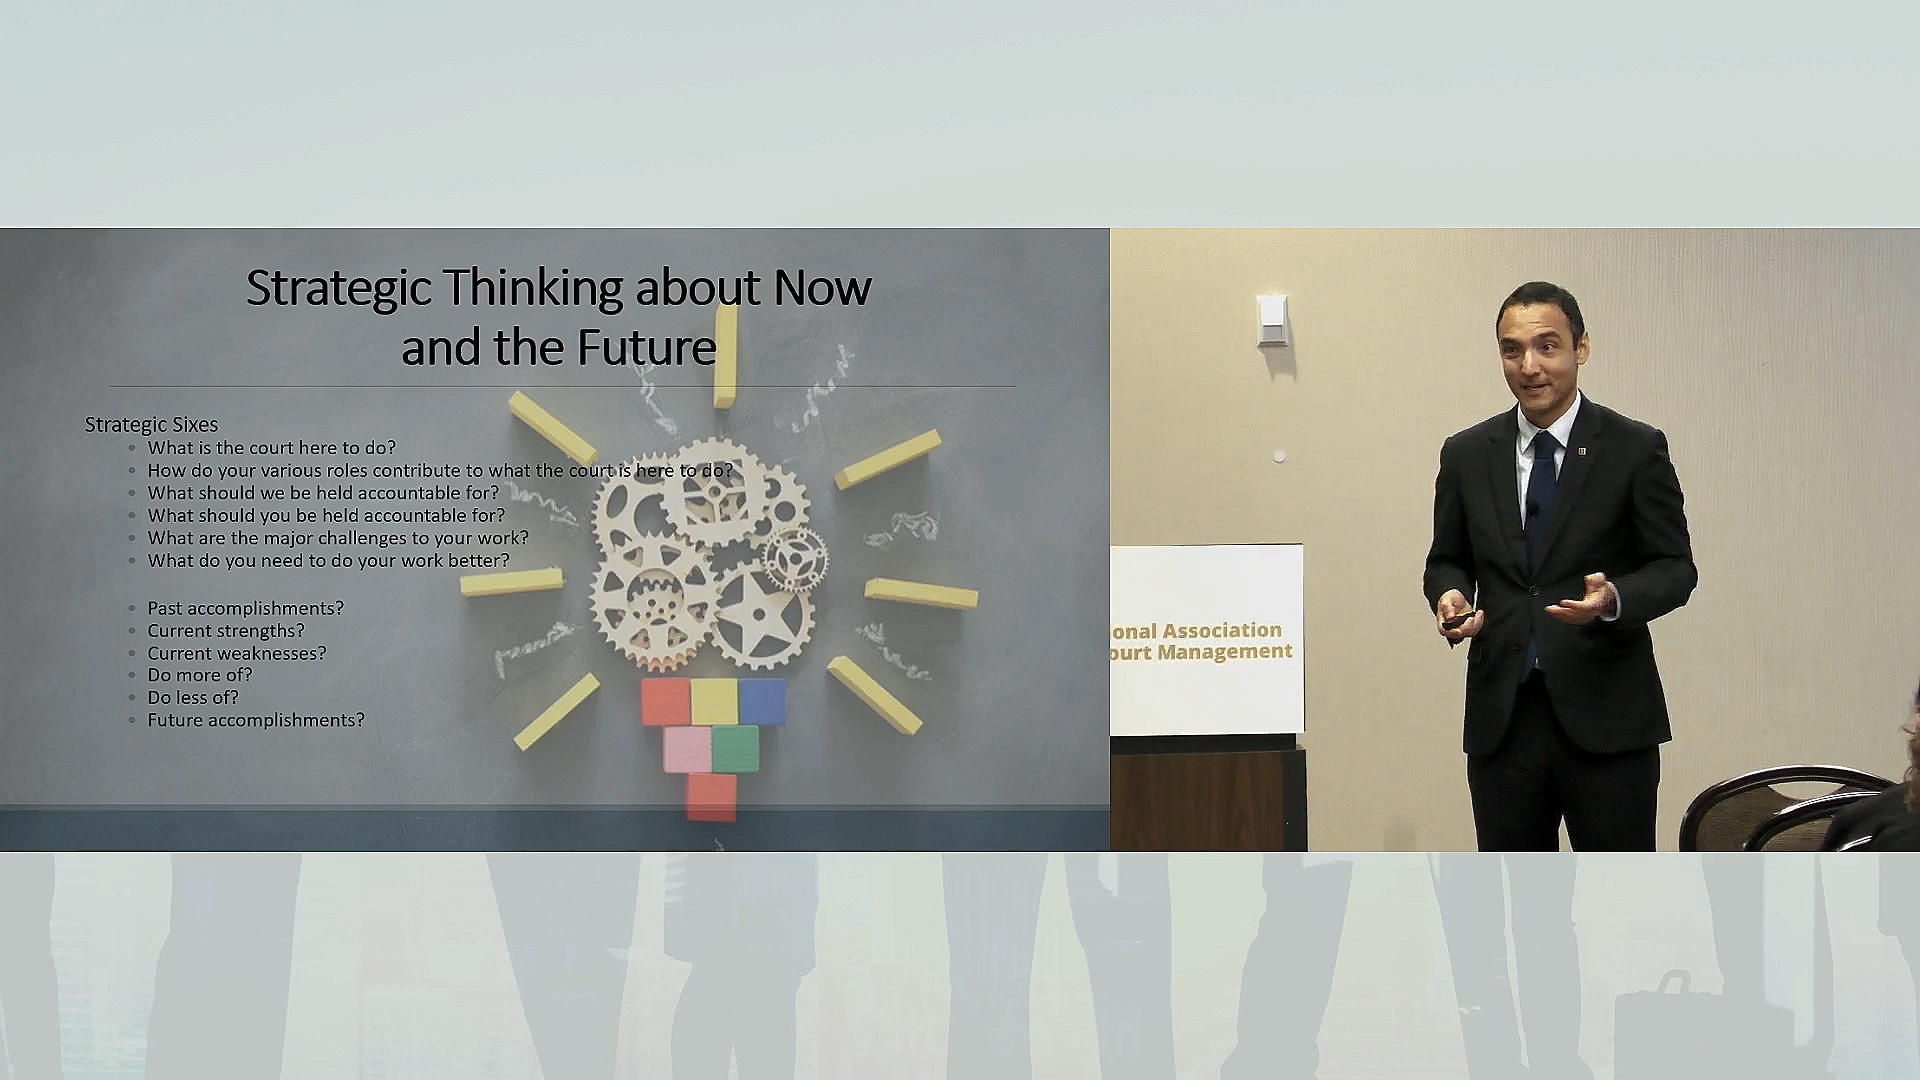 Strategic Thinking about Now
and the Future
Strategic Sixes
What is the court here to do?
How do your various roles contribute to what the court is here to do?
What should we be held accountable for?
What should you be held accountable for?
What are the major challenges to your work?
What do you need to do your work better?
Past accomplishments?
Current strengths?
Current weaknesses?
Do more of?
Do less of?
Future accomplishments?
onal Association
ourt Management